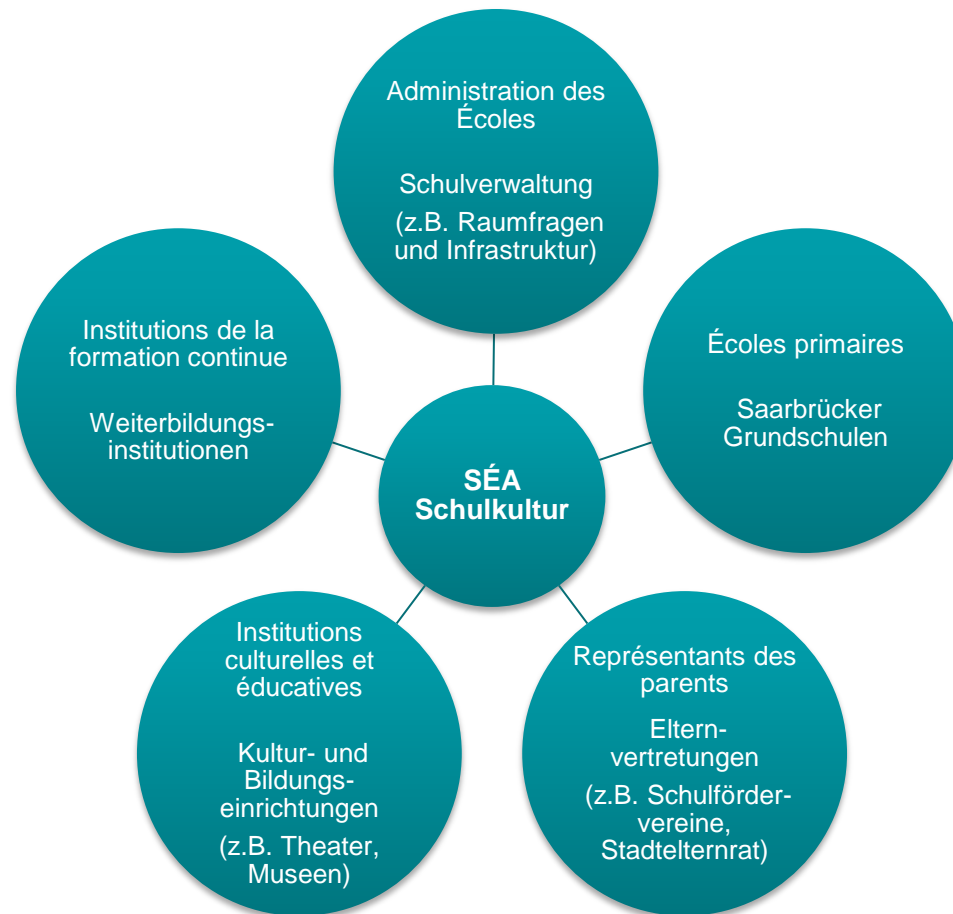 Administration des
Écoles
Schulverwaltung
(z.B. Raumfragen
und Infrastruktur)
Institutions de la
formation continue
Weiterbildungs-
institutionen
Écoles primaires
Saarbrücker
Grundschulen
SÉA
Schulkultur
Institutions
culturelles et
éducatives
Kultur- und
Bildungs-
einrichtungen
(z.B. Theater,
Museen)
Représentants des
parents
Eltern-
vertretungen
(z.B. Schulförder-
vereine,
Stadtelternrat)